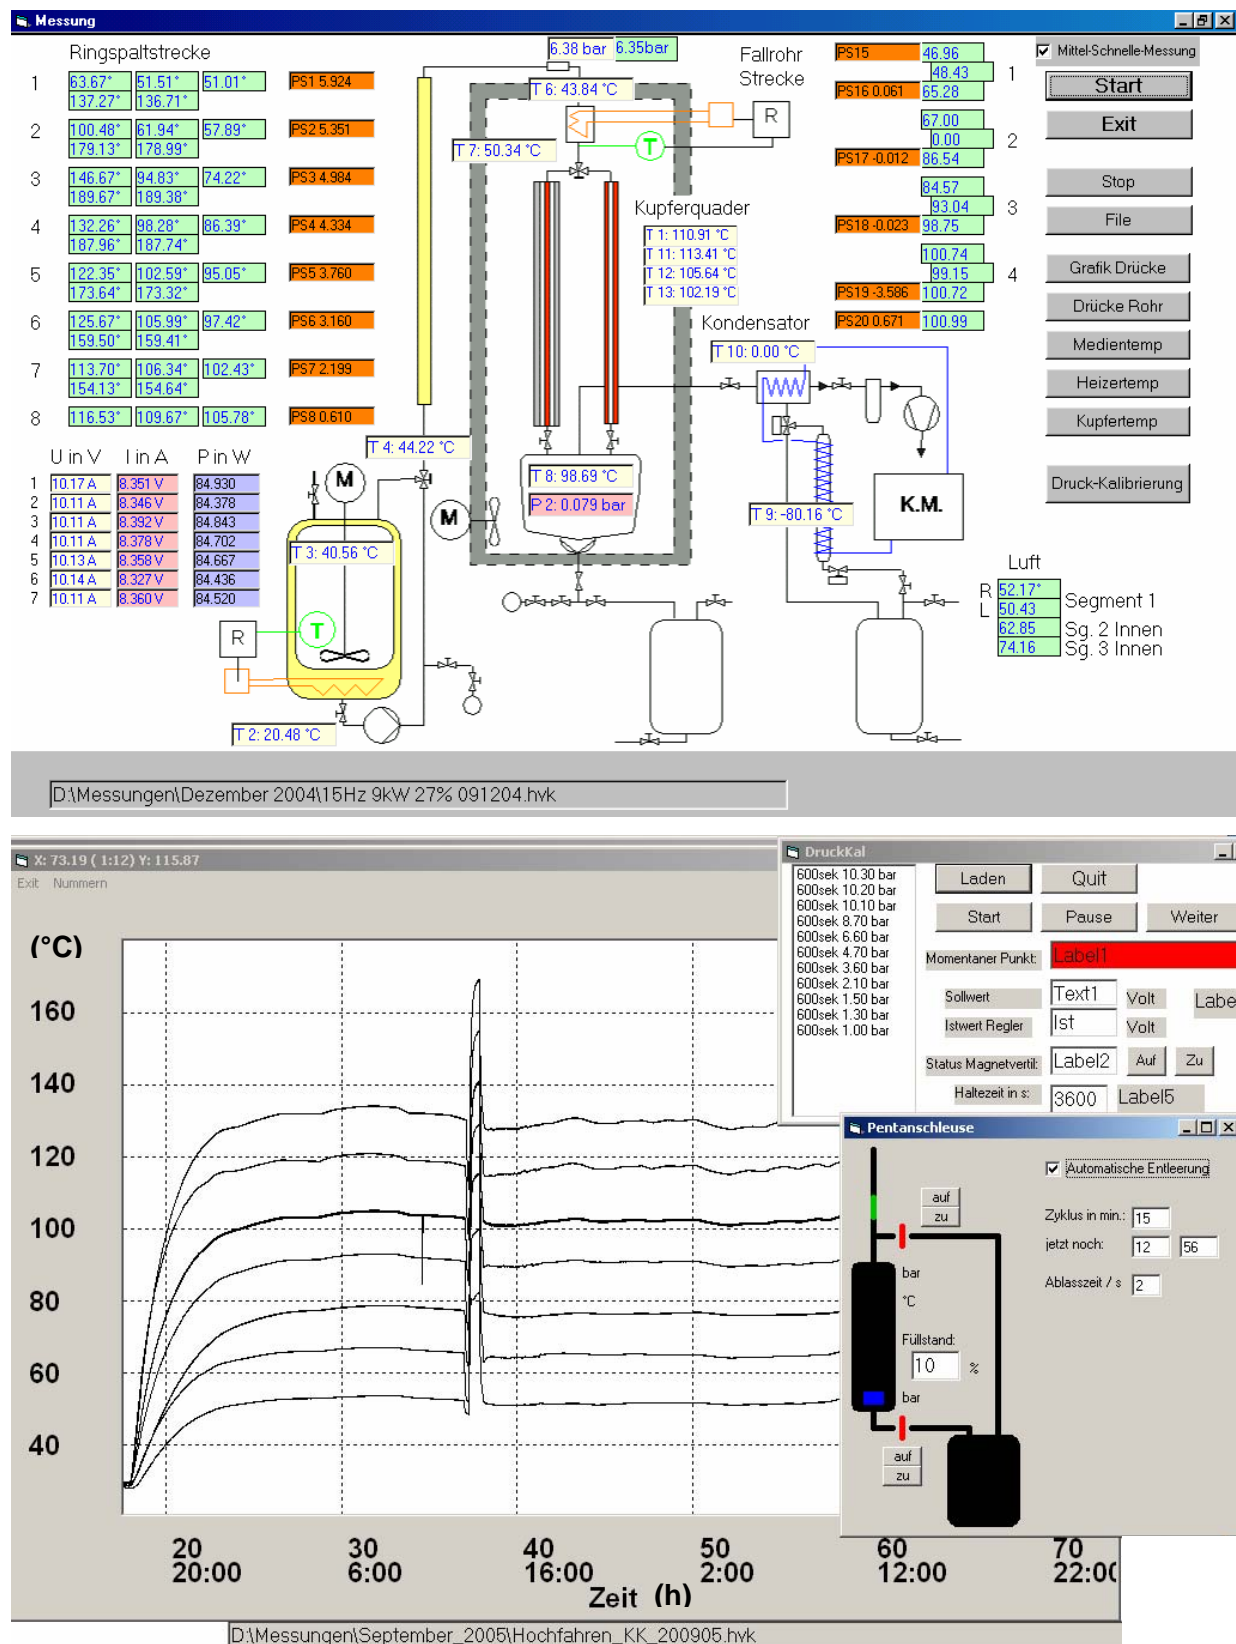 Messung
Ringspaltstrecke
6.38 bar 6.35bar
Fallrohr
Strecke
Mittel-Schnelle-Messung
Start
Exit
Stop
File
Grafik Drücke
Drücke Rohr
Medientemp
Heizertemp
Kupfertemp
Druck-Kalibrierung
1 63.67° 51.51° 51.01° PS1 5.924
137.27° 136.71°
2 100.48° 61.94° 57.89° PS2 5.351
179.13° 178.99°
3 146.67° 94.83° 74.22° PS3 4.984
189.67° 189.38°
4 132.26° 98.28° 86.39° PS4 4.334
187.96° 187.74°
5 122.35° 102.59° 95.05° PS5 3.760
173.64° 173.32°
6 125.67° 105.99° 97.42° PS6 3.160
159.50° 159.41°
7 113.70° 106.34° 102.43° PS7 2.199
154.13° 154.64°
8 116.53° 109.67° 105.78° PS8 0.610
U in V I in A P in W
1 10.17 A 8.351 V 84.930
2 10.11 A 8.346 V 84.378
3 10.11 A 8.392 V 84.843
4 10.11 A 8.378 V 84.702
5 10.13 A 8.358 V 84.667
6 10.14 A 8.327 V 84.436
7 10.11 A 8.360 V 84.520
T 6: 43.84 °C
R
T
T 7: 50.34 °C
Kupferquader
T 1: 110.91 °C
T 11: 113.41 °C
T 12: 105.64 °C
T 13: 102.19 °C
PS15 46.96
48.43 1
PS16 0.061 65.28
67.00
0.00 2
PS17 -0.012 86.54
84.57
93.04 3
PS18 -0.023 98.75
100.74
99.15 4
PS19 -3.586 100.72
PS20 0.671 100.99
Kondensator
T 10: 0.00 °C
T 4: 44.22 °C
T 8: 98.69 °C
P 2: 0.079 bar
M
M
T 3: 40.56 °C
T 9: -80.16 °C
K.M.
R
T
T 2: 20.48 °C
Luft
R 52.17°
L 50.43 Segment 1
62.85 Sg. 2 Innen
74.16 Sg. 3 Innen
D:\Messungen\Dezember 2004\15Hz 9kW 27% 091204.hvk
X: 73.19 ( 1:12) Y: 115.87
Exit Nummern
(°C)
160
140
120
100
80
60
40
20 30 40 50 60 70
20:00 6:00 16:00 2:00 12:00 22:0
Zeit (h)
D:\Messungen\September_2005\Hochfahren_KK_200905.hvk
DruckKal
600sek 10.30 bar
600sek 10.20 bar
600sek 10.10 bar
600sek 8.70 bar
600sek 6.60 bar
600sek 4.70 bar
600sek 3.60 bar
600sek 2.10 bar
600sek 1.50 bar
600sek 1.30 bar
600sek 1.00 bar
Laden Quit
Start Pause Weiter
Momentaner Punkt: Label1
Sollwert Text1 Volt Labe
Istwert Regler Ist Volt
Status Magnetvertil: Label2 Auf Zu
Haltezeit in s: 3600 Label5
Pentanschleuse
Automatische Entleerung
auf
zu
Zyklus in min.: 15
jetzt noch: 12 56
Ablasszeit / s 2
bar
°C
Füllstand:
10 %
bar
auf
zu